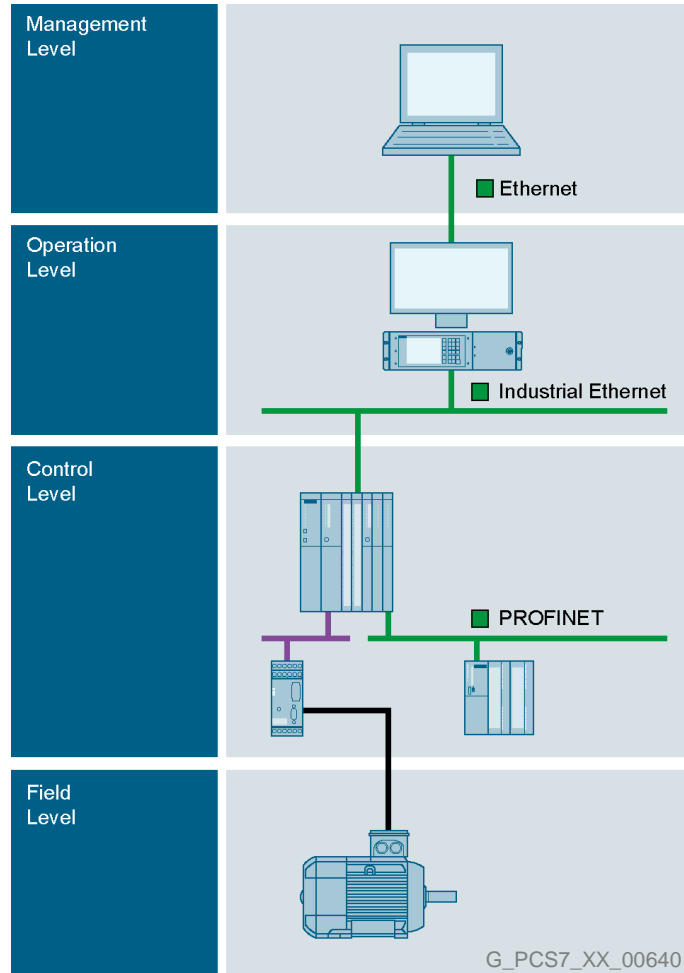 Management
Level
Ethernet
Operation
Level
Industrial Ethernet
Control
Level
PROFINET
Field
Level
G_PCS7_XX_00640